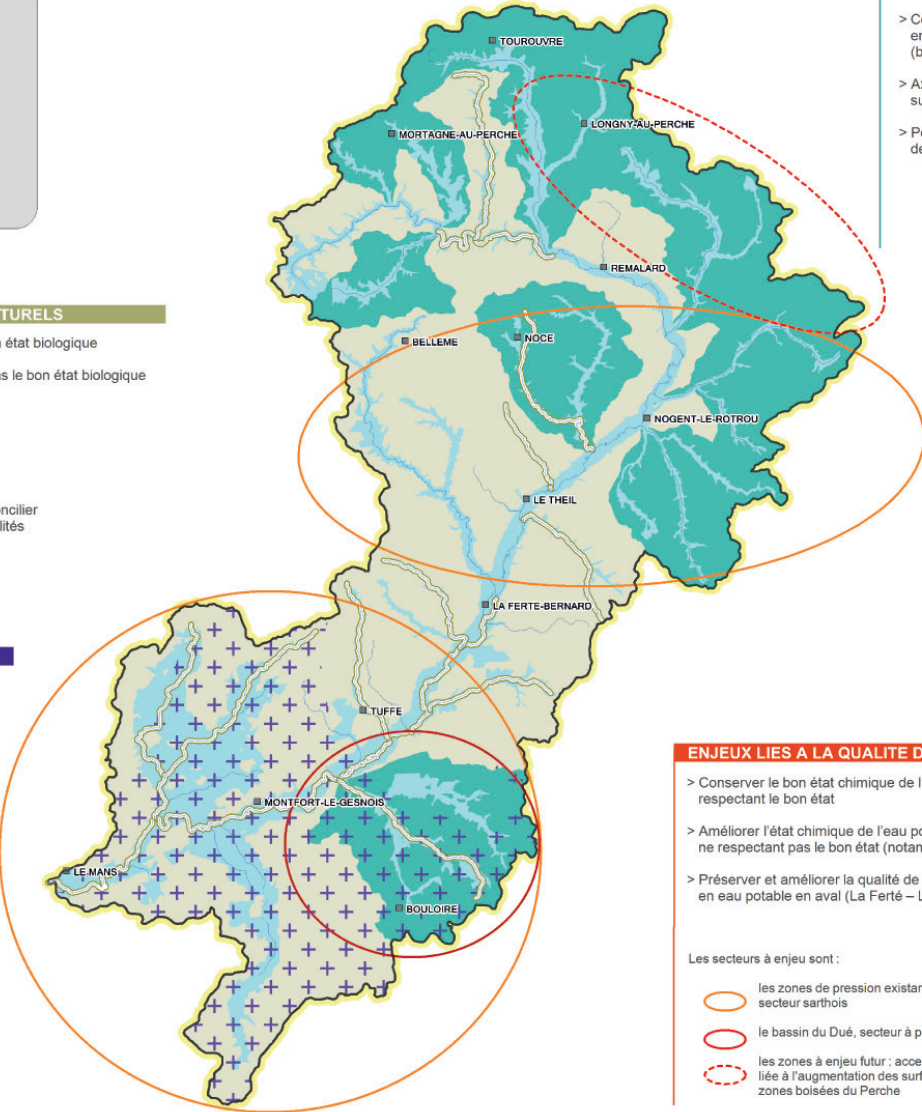 > C
en
(b
> A
su
> P
de
TOUROUVRE
LONGNY-AU-PERCHE
MORTAGNE-AU-PERCHE
REMALARD
TURELS
état biologique
s le bon état biologique
BELLEME
NOCE
NOGENT-LE-ROTROU
ncilier
lités
LE THEIL
LA FERTE-BERNARD
TUFFE
MONTFORT-LE-GESNOIS
LE MANS
BOULOIRE
ENJEUX LIES A LA QUALITE D
> Conserver le bon état chimique de l
respectant le bon état
> Améliorer l'état chimique de l'eau po
ne respectant pas le bon état (notan
> Préserver et améliorer la qualité de
en eau potable en aval (La Ferté – L
Les secteurs à enjeu sont :
les zones de pression existan
secteur sarthois
le bassin du Dué, secteur à p
les zones à enjeu futur : acce
liée à l'augmentation des surf
zones boisées du Perche